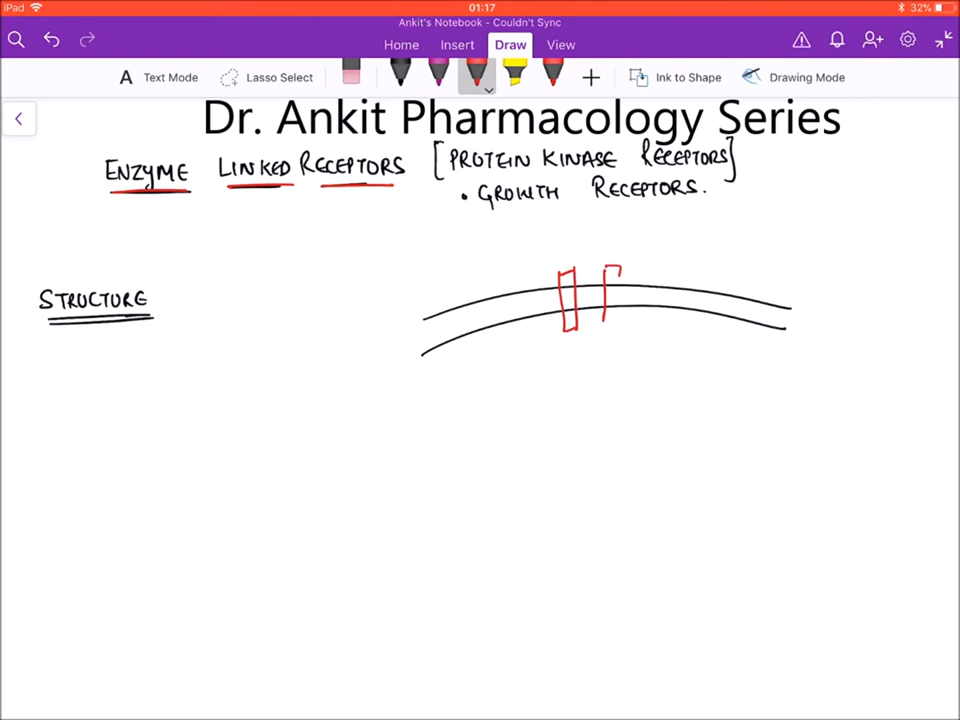 iPad 01:17 32%
Ankit's Notebook - Couldn't Sync
Home Insert Draw View
A Text Mode Lasso Select Ink to Shape Drawing Mode
Dr. Ankit Pharmacology Series
ENZYME LINKED RECEPTORS [PROTEIN KINASE RECEPTORS]
• GROWTH RECEPTORS.
STRUCTURE